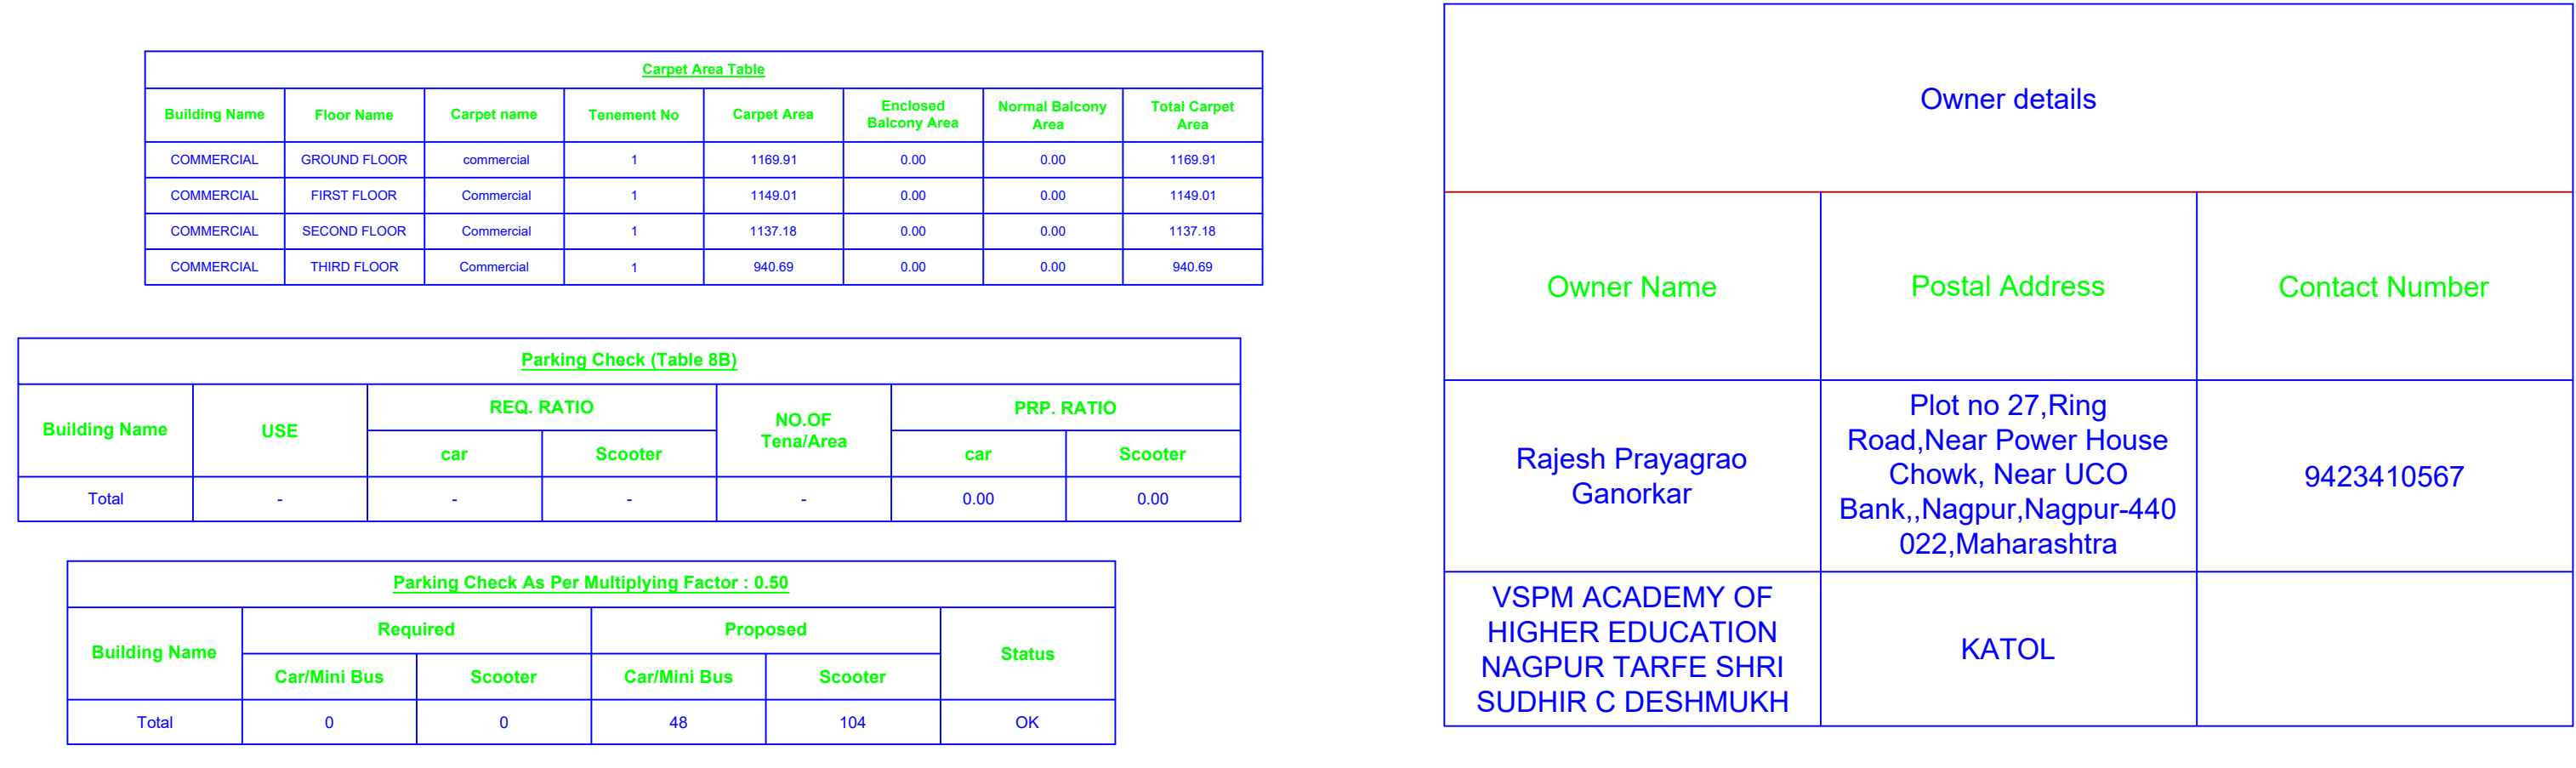 Carpet Area Table
Building Name Floor Name Carpet name Tenement No Carpet Area Enclosed Balcony Area Normal Balcony Area Total Carpet Area
COMMERCIAL GROUND FLOOR commercial 1 1169.91 0.00 0.00 1169.91
COMMERCIAL FIRST FLOOR Commercial 1 1149.01 0.00 0.00 1149.01
COMMERCIAL SECOND FLOOR Commercial 1 1137.18 0.00 0.00 1137.18
COMMERCIAL THIRD FLOOR Commercial 1 940.69 0.00 0.00 940.69
Parking Check (Table 8B)
Building Name USE REQ. RATIO NO.OF Tena/Area PRP. RATIO
car Scooter car Scooter
Total - - - - 0.00 0.00
Parking Check As Per Multiplying Factor : 0.50
Building Name Required Proposed Status
Car/Mini Bus Scooter Car/Mini Bus Scooter
Total 0 0 48 104 OK
Owner details
Owner Name Postal Address Contact Number
Rajesh Prayagrao
Ganorkar
Plot no 27,Ring
Road,Near Power House
Chowk, Near UCO
Bank,,Nagpur,Nagpur-440
022,Maharashtra
9423410567
VSPM ACADEMY OF
HIGHER EDUCATION
NAGPUR TARFE SHRI
SUDHIR C DESHMUKH
KATOL